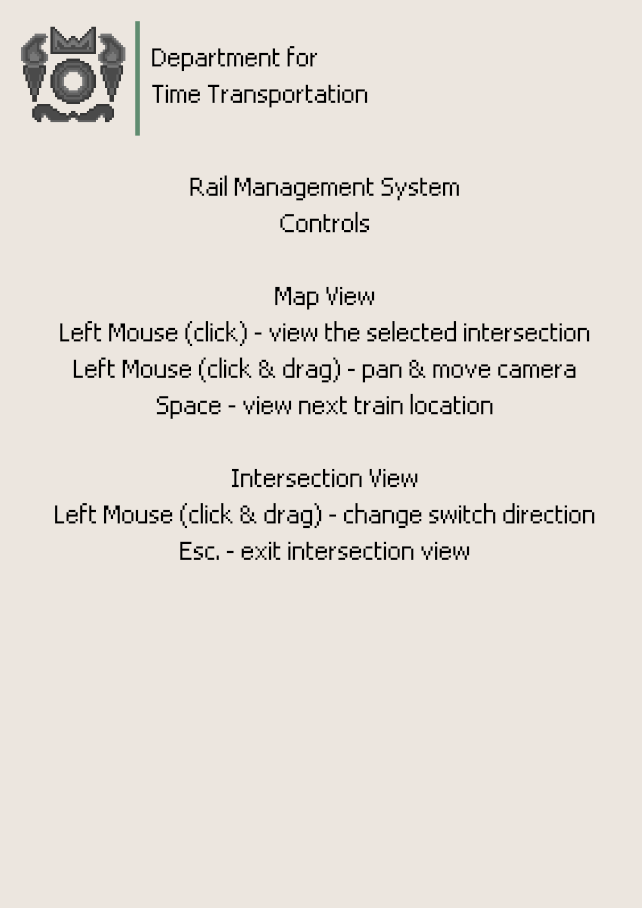 Department for
Time Transportation
Rail Management System
Controls
Map View
Left Mouse (click) - view the selected intersection
Left Mouse (click & drag) - pan & move camera
Space - view next train location
Intersection View
Left Mouse (click & drag) - change switch direction
Esc. - exit intersection view